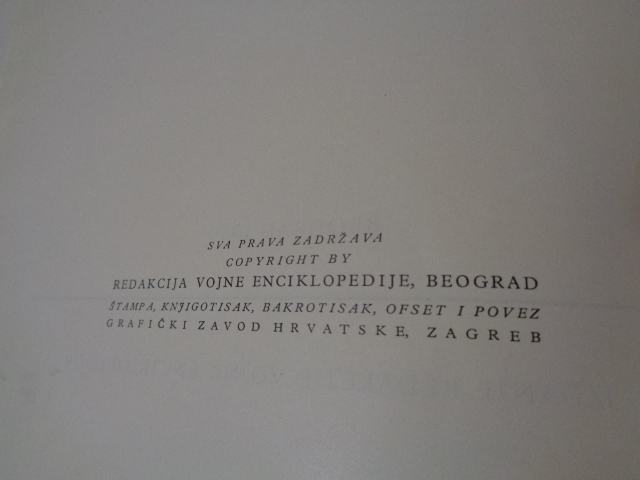 SVA PRAVA ZADRŽAVA
COPYRIGHT BY
REDAKCIJA VOJNE ENCIKLOPEDIJE, BEOGRAD
ŠTAMPA, KNJIGOTISAK, BAKROTISAK, OFSET I POVEZ
GRAFIČKI ZAVOD HRVATSKE, ZAGREB